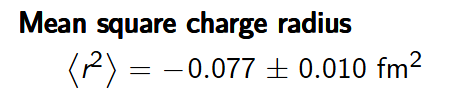 Mean square charge radius
⟨r²⟩ = −0.077 ± 0.010 fm²